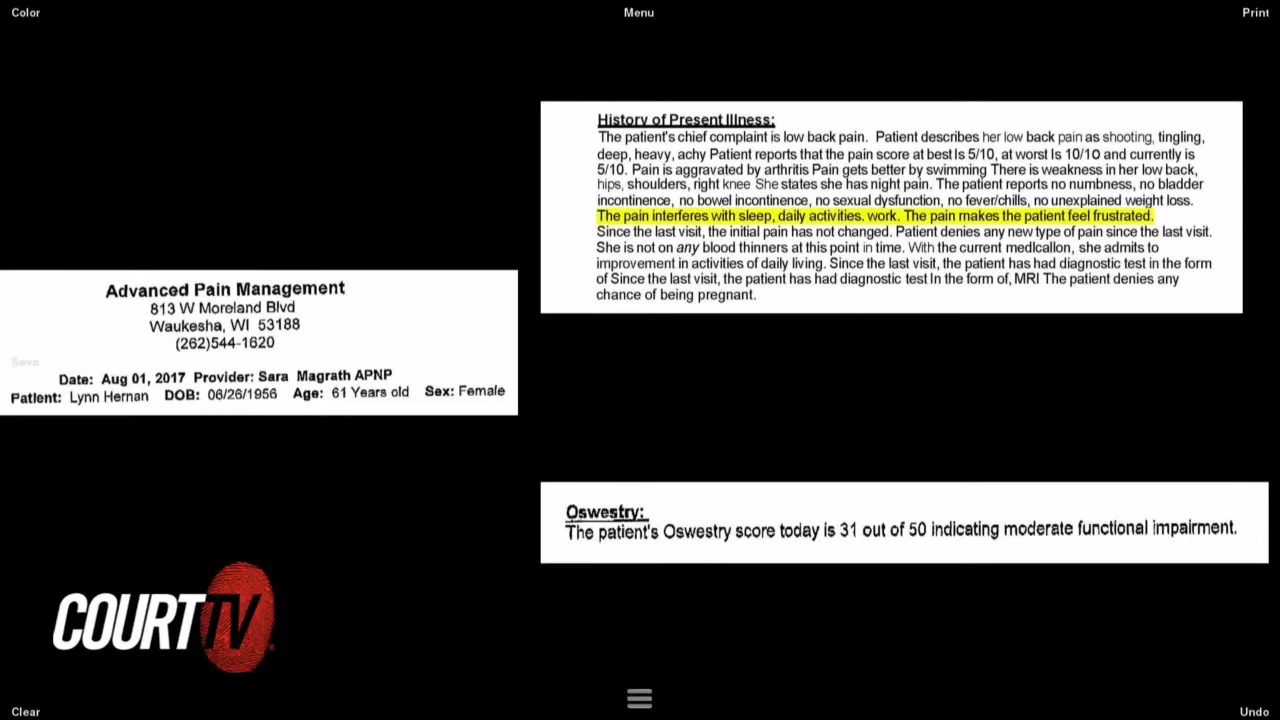 Color
Menu
Print
History of Present Illness:
The patient's chief complaint is low back pain. Patient describes her low back pain as shooting, tingling,
deep, heavy, achy Patient reports that the pain score at best Is 5/10, at worst Is 10/10 and currently is
5/10. Pain is aggravated by arthritis Pain gets better by swimming There is weakness in her low back,
hips, shoulders, right knee She states she has night pain. The patient reports no numbness, no bladder
incontinence, no bowel incontinence, no sexual dysfunction, no fever/chills, no unexplained weight loss.
The pain interferes with sleep, daily activities. work. The pain makes the patient feel frustrated.
Since the last visit, the initial pain has not changed. Patient denies any new type of pain since the last visit.
She is not on any blood thinners at this point in time. With the current medlcallon, she admits to
improvement in activities of daily living. Since the last visit, the patient has had diagnostic test in the form
of Since the last visit, the patient has had diagnostic test In the form of, MRI The patient denies any
chance of being pregnant.
Advanced Pain Management
813 W Moreland Blvd
Waukesha, WI 53188
(262)544-1620
Save
Date: Aug 01, 2017 Provider: Sara Magrath APNP
Patient: Lynn Hernan DOB: 06/26/1956 Age: 61 Years old Sex: Female
Oswestry:
The patient's Oswestry score today is 31 out of 50 indicating moderate functional impairment.
COURT TV
Clear
Undo